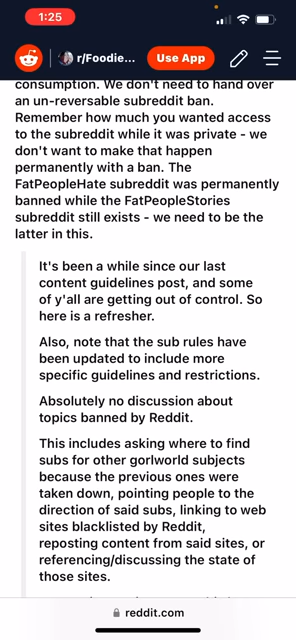 1:25
r/Foodie...
Use App
consumption. We don't need to hand over
an un-reversable subreddit ban.
Remember how much you wanted access
to the subreddit while it was private - we
don't want to make that happen
permanently with a ban. The
FatPeopleHate subreddit was permanently
banned while the FatPeopleStories
subreddit still exists - we need to be the
latter in this.
It's been a while since our last
content guidelines post, and some
of y'all are getting out of control. So
here is a refresher.
Also, note that the sub rules have
been updated to include more
specific guidelines and restrictions.
Absolutely no discussion about
topics banned by Reddit.
This includes asking where to find
subs for other gorlworld subjects
because the previous ones were
taken down, pointing people to the
direction of said subs, linking to web
sites blacklisted by Reddit,
reposting content from said sites, or
referencing/discussing the state of
those sites.
reddit.com